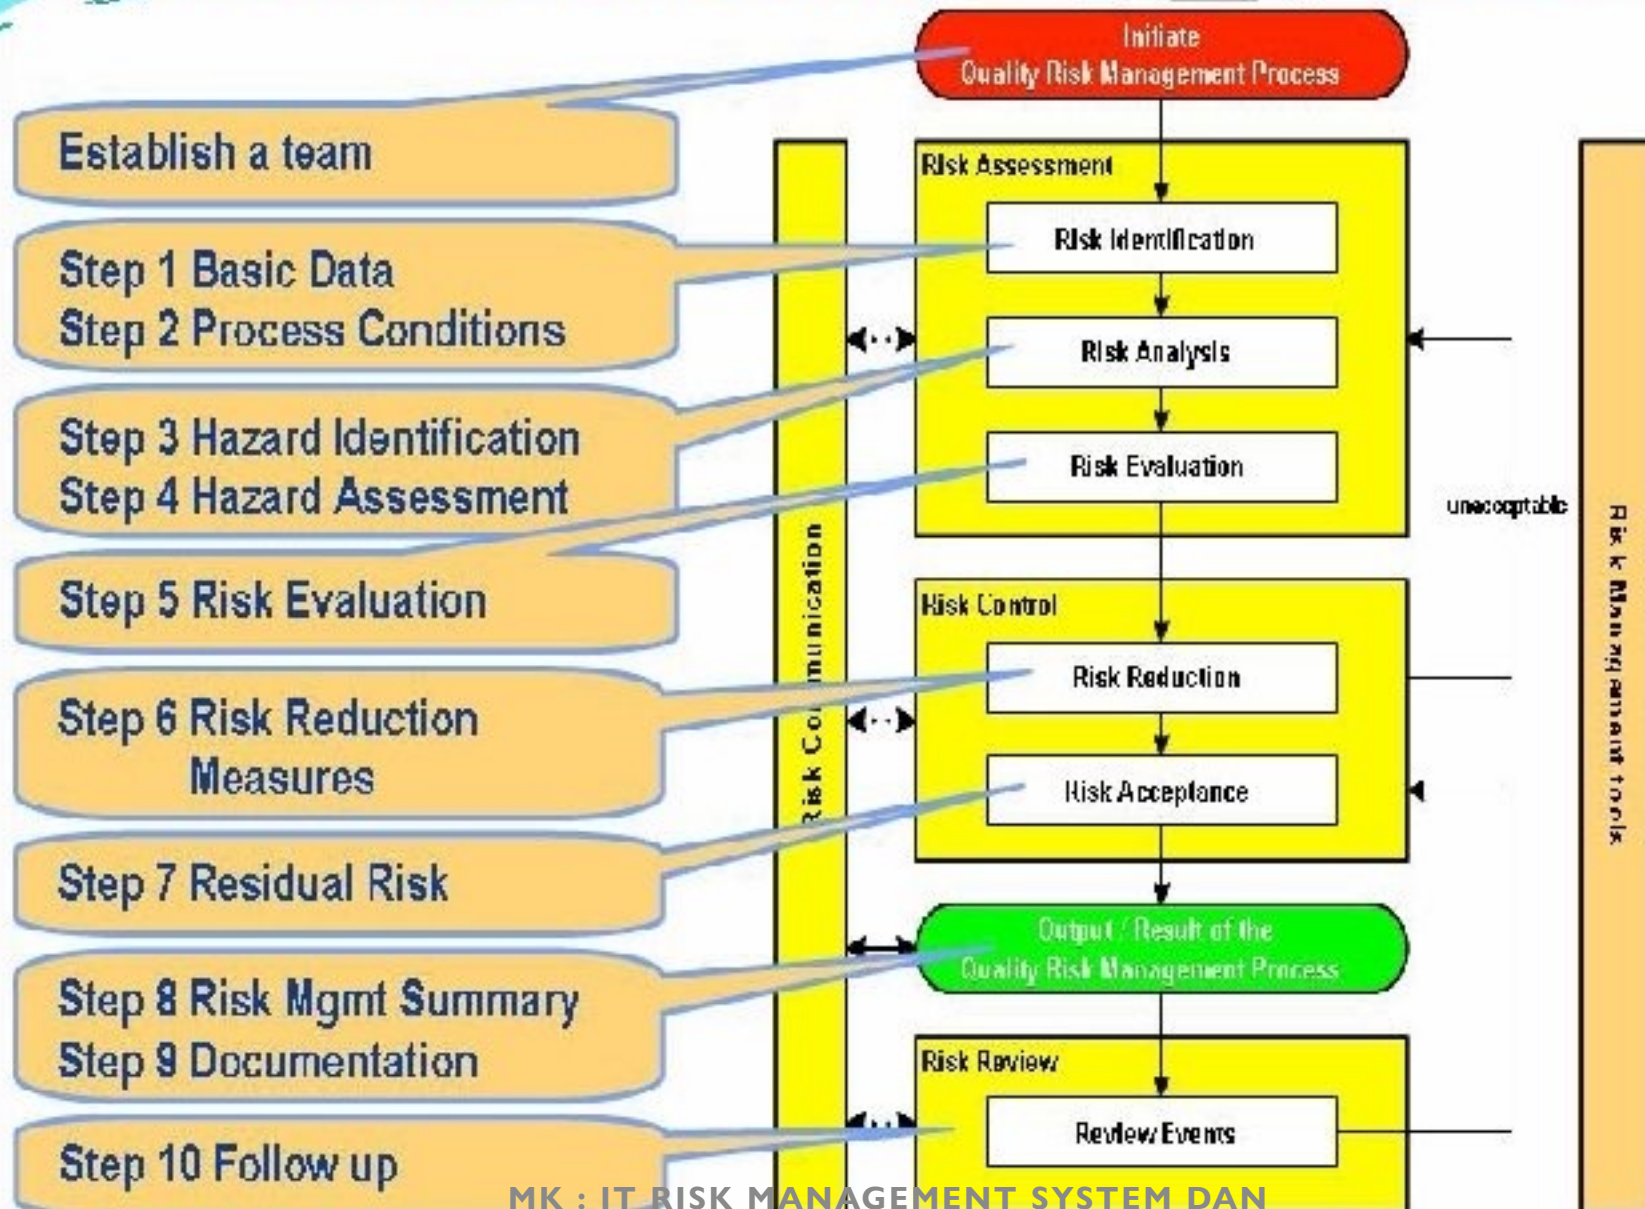 Initiate
Quality Risk Management Process
Establish a team
Step 1 Basic Data
Step 2 Process Conditions
Step 3 Hazard Identification
Step 4 Hazard Assessment
Step 5 Risk Evaluation
Step 6 Risk Reduction
Measures
Step 7 Residual Risk
Step 8 Risk Mgmt Summary
Step 9 Documentation
Step 10 Follow up
Risk Communication
Risk Assessment
Risk Identification
Risk Analysis
Risk Evaluation
Risk Control
Risk Reduction
Risk Acceptance
Output / Result of the
Quality Risk Management Process
Risk Review
Review Events
unacceptable
Risk Management tools
MK : IT RISK MANAGEMENT SYSTEM DAN